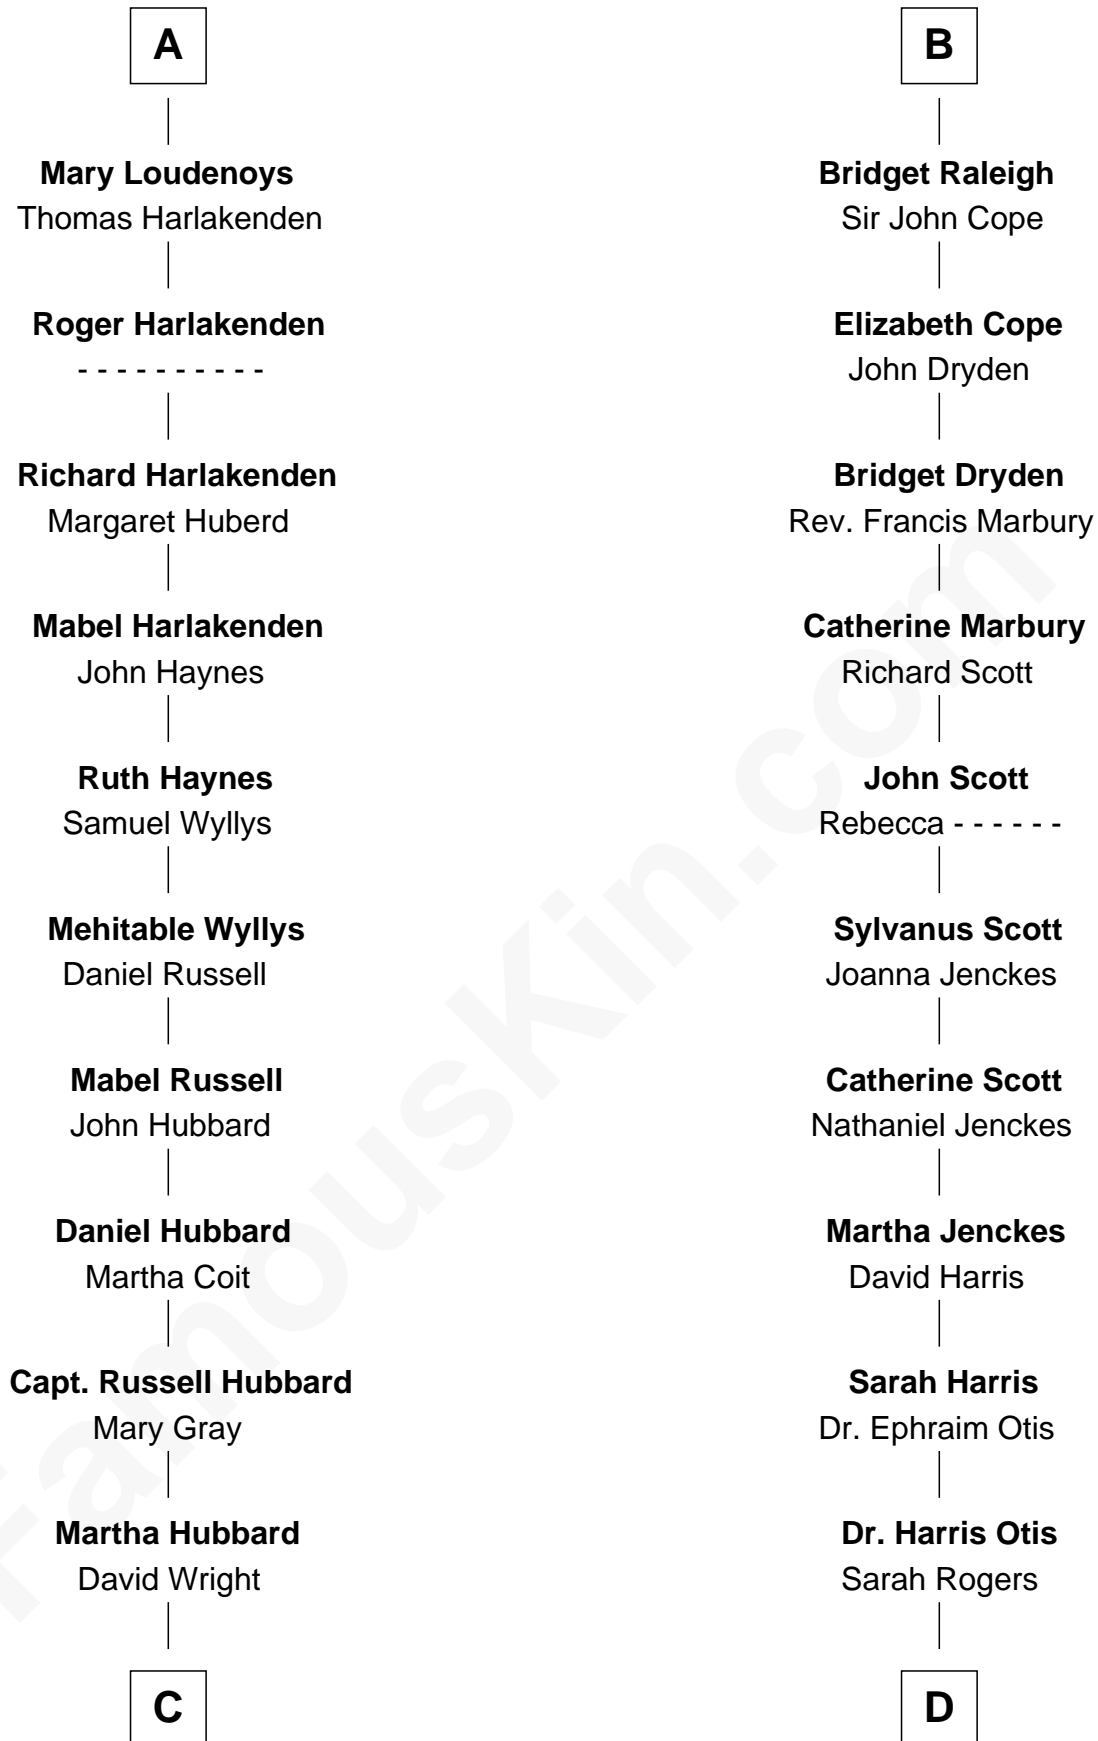 A
Mary Loudenoys
Thomas Harlakenden
Roger Harlakenden
- - - - - - - - - -
Richard Harlakenden
Margaret Huberd
Mabel Harlakenden
John Haynes
Ruth Haynes
Samuel Wyllys
Mehitable Wyllys
Daniel Russell
Mabel Russell
John Hubbard
Daniel Hubbard
Martha Coit
Capt. Russell Hubbard
Mary Gray
Martha Hubbard
David Wright
C
B
Bridget Raleigh
Sir John Cope
Elizabeth Cope
John Dryden
Bridget Dryden
Rev. Francis Marbury
Catherine Marbury
Richard Scott
John Scott
Rebecca - - - - - -
Sylvanus Scott
Joanna Jenckes
Catherine Scott
Nathaniel Jenckes
Martha Jenckes
David Harris
Sarah Harris
Dr. Ephraim Otis
Dr. Harris Otis
Sarah Rogers
D
FamousKin.com